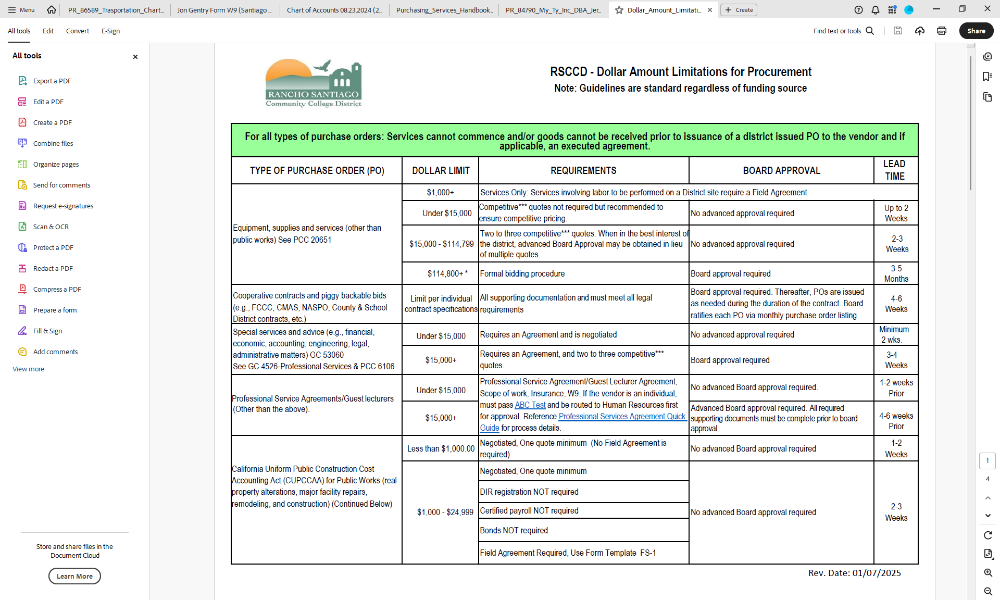 Menu
PR_86589_Trasportation_Chart...
Jon Gentry Form W9 (Santiago ...
Chart of Accounts 08.23.2024 (2...
Purchasing_Services_Handbook...
PR_84790_My_Ty_Inc_DBA_Jer...
Dollar_Amount_Limitati...
Create
All tools
Edit
Convert
E-Sign
Find text or tools
Share
All tools
Export a PDF
Edit a PDF
Create a PDF
Combine files
Organize pages
Send for comments
Request e-signatures
Scan & OCR
Protect a PDF
Redact a PDF
Compress a PDF
Prepare a form
Fill & Sign
Add comments
View more
Store and share files in the
Document Cloud
Learn More
RANCHO SANTIAGO
Community College District
RSCCD - Dollar Amount Limitations for Procurement
Note: Guidelines are standard regardless of funding source
For all types of purchase orders: Services cannot commence and/or goods cannot be received prior to issuance of a district issued PO to the vendor and if
applicable, an executed agreement.
TYPE OF PURCHASE ORDER (PO)
DOLLAR LIMIT
REQUIREMENTS
BOARD APPROVAL
LEAD
TIME
Equipment, supplies and services (other than
public works) See PCC 20651
$1,000+
Services Only: Services involving labor to be performed on a District site require a Field Agreement
Under $15,000
Competitive*** quotes not required but recommended to
ensure competitive pricing.
No advanced approval required
Up to 2
Weeks
$15,000 - $114,799
Two to three competitive*** quotes. When in the best interest of
the district, advanced Board Approval may be obtained in lieu
of multiple quotes.
No advanced approval required
2-3
Weeks
$114,800+ *
Formal bidding procedure
Board approval required
3-5
Months
Cooperative contracts and piggy backable bids
(e.g., FCCC, CMAS, NASPO, County & School
District contracts, etc.)
Limit per individual
contract specifications
All supporting documentation and must meet all legal
requirements
Board approval required. Thereafter, POs are issued
as needed during the duration of the contract. Board
ratifies each PO via monthly purchase order listing.
4-6
Weeks
Special services and advice (e.g., financial,
economic, accounting, engineering, legal,
administrative matters) GC 53060
See GC 4526-Professional Services & PCC 6106
Under $15,000
Requires an Agreement and is negotiated
No advanced approval required
Minimum
2 wks.
$15,000+
Requires an Agreement, and two to three competitive***
quotes.
Board approval required
3-4
Weeks
Professional Service Agreements/Guest lecturers
(Other than the above).
Under $15,000
Professional Service Agreement/Guest Lecturer Agreement,
Scope of work, Insurance, W9. If the vendor is an individual,
must pass ABC Test and be routed to Human Resources first
for approval. Reference Professional Services Agreement Quick
Guide for process details.
No advanced Board approval required.
1-2 weeks
Prior
$15,000+
Advanced Board approval required. All required
supporting documents must be complete prior to board
approval.
4-6 weeks
Prior
California Uniform Public Construction Cost
Accounting Act (CUPCCAA) for Public Works (real
property alterations, major facility repairs,
remodeling, and construction) (Continued Below)
Less than $1,000.00
Negotiated, One quote minimum (No Field Agreement is
required)
No advanced Board approval required
1-2
Weeks
$1,000 - $24,999
Negotiated, One quote minimum
DIR registration NOT required
Certified payroll NOT required
Bonds NOT required
Field Agreement Required, Use Form Template FS-1
No advanced Board approval required
2-3
Weeks
Rev. Date: 01/07/2025
1
4